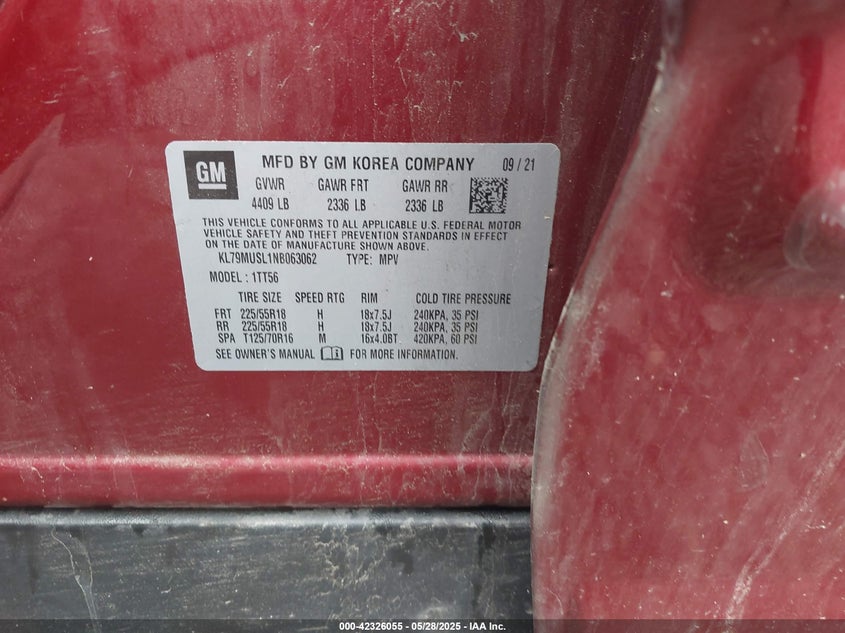 GM
MFD BY GM KOREA COMPANY 09 / 21
GVWR GAWR FRT GAWR RR
4409 LB 2336 LB 2336 LB
THIS VEHICLE CONFORMS TO ALL APPLICABLE U.S. FEDERAL MOTOR
VEHICLE SAFETY AND THEFT PREVENTION STANDARDS IN EFFECT
ON THE DATE OF MANUFACTURE SHOWN ABOVE.
KL79MUSL1NB063062 TYPE: MPV
MODEL : 1TT56
TIRE SIZE SPEED RTG RIM COLD TIRE PRESSURE
FRT 225/55R18 H 18x7.5J 240KPA, 35 PSI
RR 225/55R18 H 18x7.5J 240KPA, 35 PSI
SPA T125/70R16 M 16x4.0BT 420KPA, 60 PSI
SEE OWNER'S MANUAL FOR MORE INFORMATION.
000-42326055 - 05/28/2025 - IAA Inc.